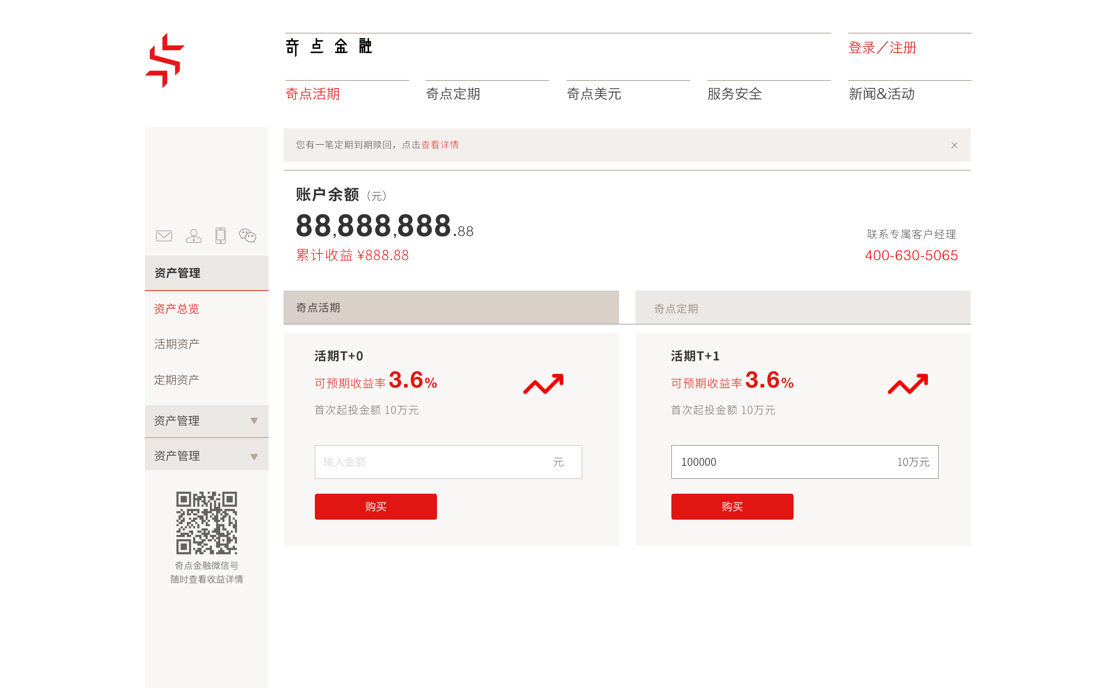 奇点金融
登录／注册
奇点活期
奇点定期
奇点美元
服务安全
新闻&活动
您有一笔定期到期赎回，点击查看详情
×
账户余额（元）
88,888,888.88
累计收益 ¥888.88
联系专属客户经理
400-630-5065
资产管理
资产总览
活期资产
定期资产
资产管理
资产管理
奇点金融微信号
随时查看收益详情
奇点活期
奇点定期
活期T+0
可预期收益率 3.6%
首次起投金额 10万元
输入金额 元
购买
活期T+1
可预期收益率 3.6%
首次起投金额 10万元
100000 10万元
购买